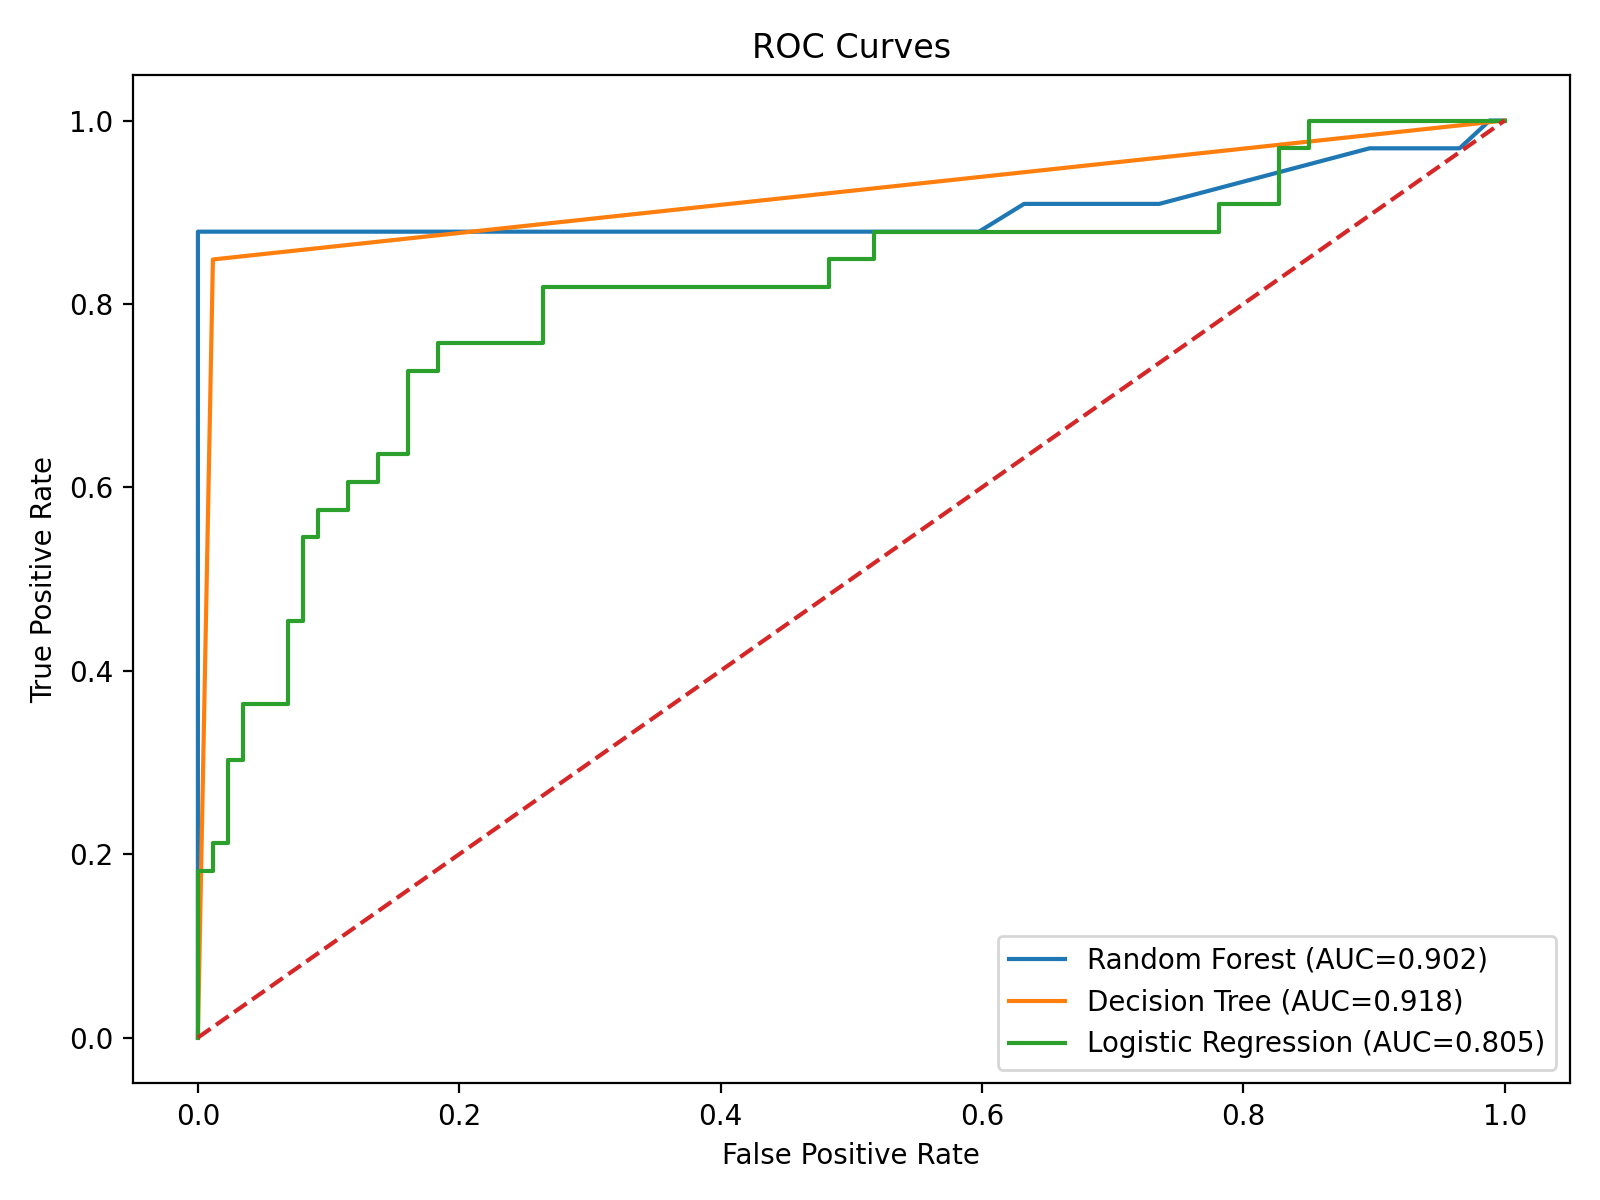 ROC Curves
1.0
0.8
0.6
0.4
0.2
0.0
True Positive Rate
Random Forest (AUC=0.902)
Decision Tree (AUC=0.918)
Logistic Regression (AUC=0.805)
0.0 0.2 0.4 0.6 0.8 1.0
False Positive Rate